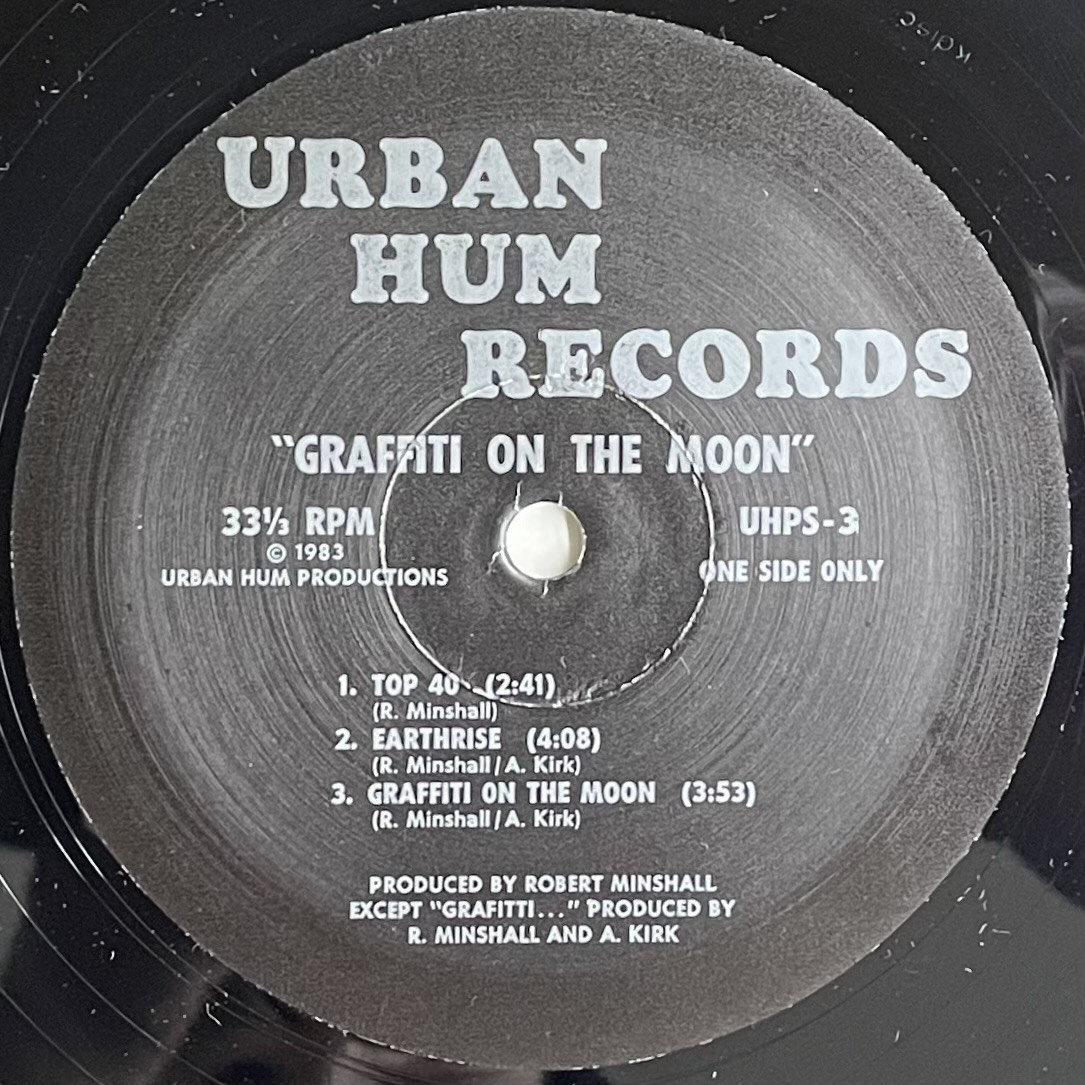 URBAN
HUM
RECORDS
"GRAFFITI ON THE MOON"
33⅓ RPM
© 1983
URBAN HUM PRODUCTIONS
UHPS-3
ONE SIDE ONLY
1. TOP 40 (2:41)
(R. Minshall)
2. EARTHRISE (4:08)
(R. Minshall/A. Kirk)
3. GRAFFITI ON THE MOON (3:53)
(R. Minshall/A. Kirk)
PRODUCED BY ROBERT MINSHALL
EXCEPT "GRAFITTI..." PRODUCED BY
R. MINSHALL AND A. KIRK